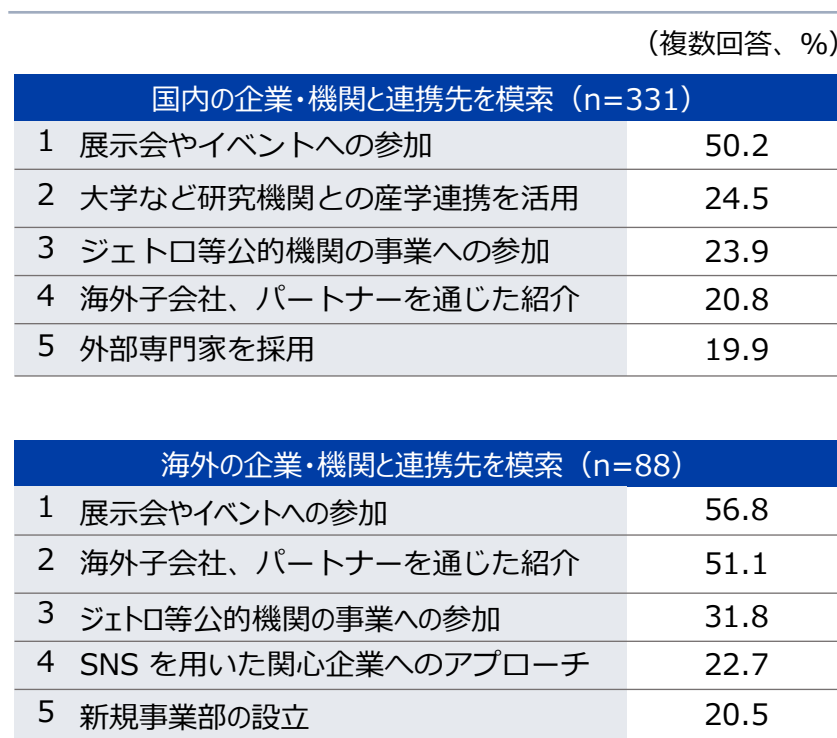 （複数回答、%）
国内の企業・機関と連携先を模索（n=331）
1 展示会やイベントへの参加 50.2
2 大学など研究機関との産学連携を活用 24.5
3 ジェトロ等公的機関の事業への参加 23.9
4 海外子会社、パートナーを通じた紹介 20.8
5 外部専門家を採用 19.9
海外の企業・機関と連携先を模索（n=88）
1 展示会やイベントへの参加 56.8
2 海外子会社、パートナーを通じた紹介 51.1
3 ジェトロ等公的機関の事業への参加 31.8
4 SNS を用いた関心企業へのアプローチ 22.7
5 新規事業部の設立 20.5